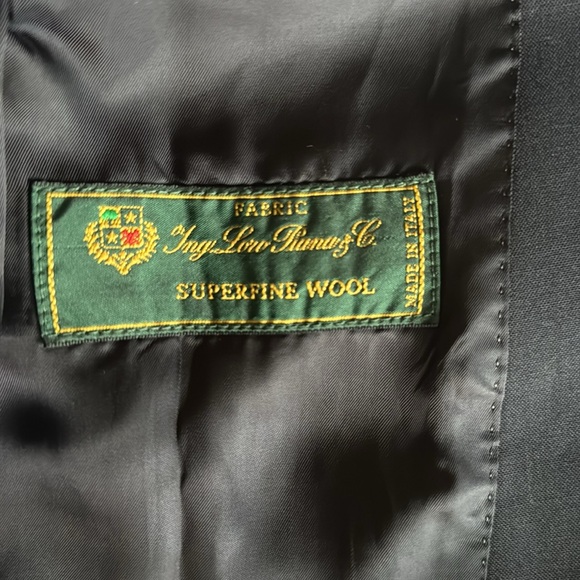 FABRIC
Ing. Loro Piana & C.
SUPERFINE WOOL
MADE IN ITALY